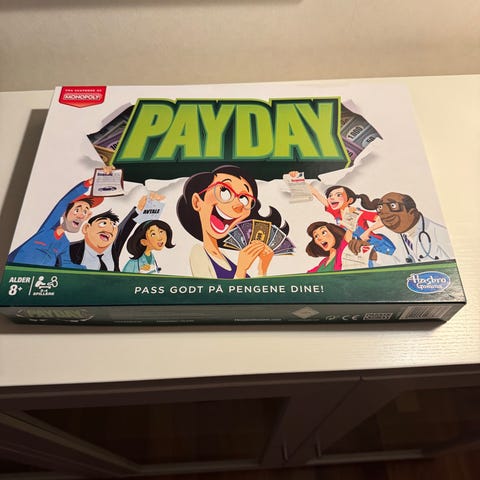 FRA SKAPERNE AV
MONOPOLY
PAYDAY
AVTALE
1000
ALDER
8+
2-4
SPILLERE
PASS GODT PÅ PENGENE DINE!
Hasbro
Gaming
PAYDAY